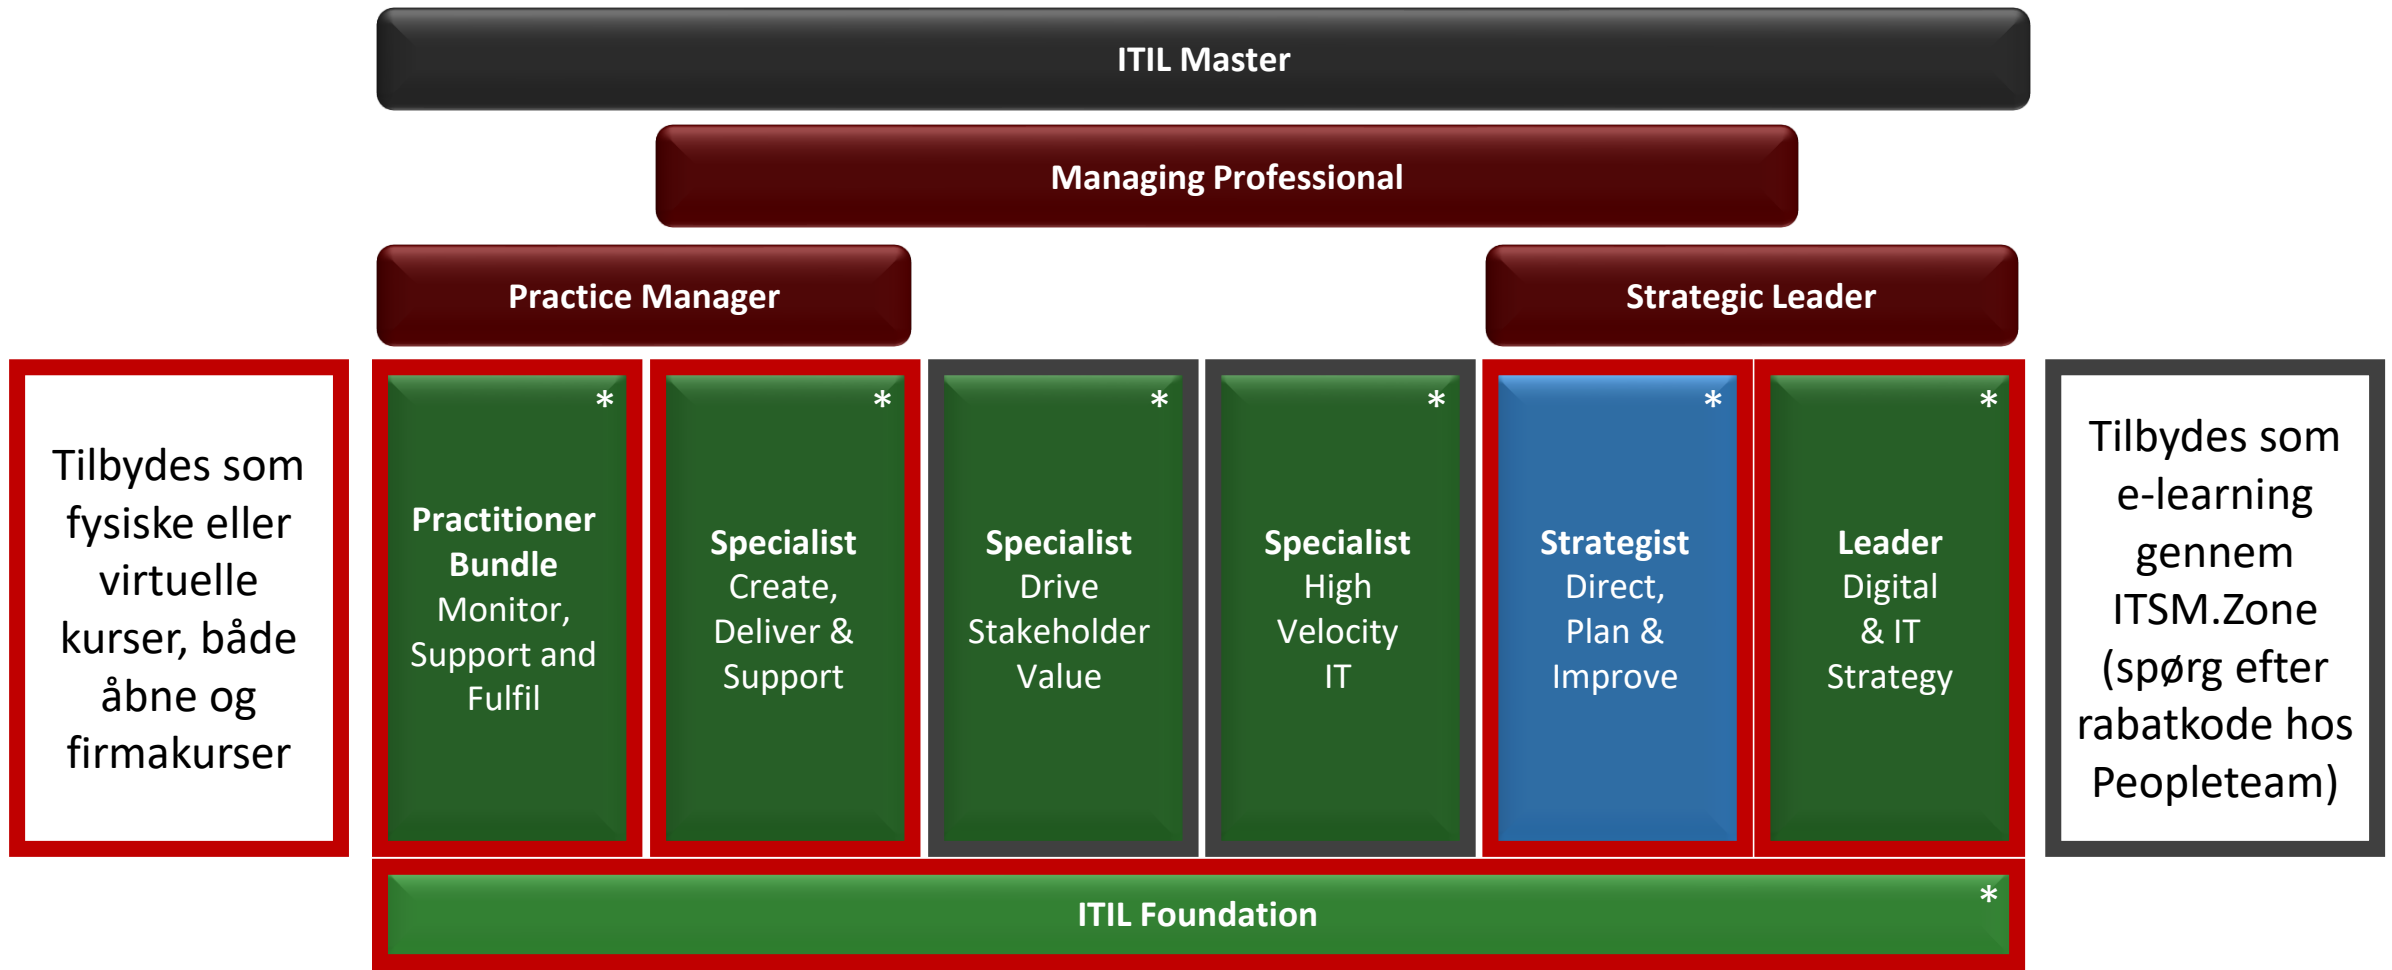 ITIL Master
Managing Professional
Practice Manager
Strategic Leader
Tilbydes som
fysiske eller
virtuelle
kurser, både
åbne og
firmakurser
*
Practitioner
Bundle
Monitor,
Support and
Fulfil
*
Specialist
Create,
Deliver &
Support
*
Specialist
Drive
Stakeholder
Value
*
Specialist
High
Velocity
IT
*
Strategist
Direct,
Plan &
Improve
*
Leader
Digital
& IT
Strategy
Tilbydes som
e-learning
gennem
ITSM.Zone
(spørg efter
rabatkode hos
Peopleteam)
*
ITIL Foundation